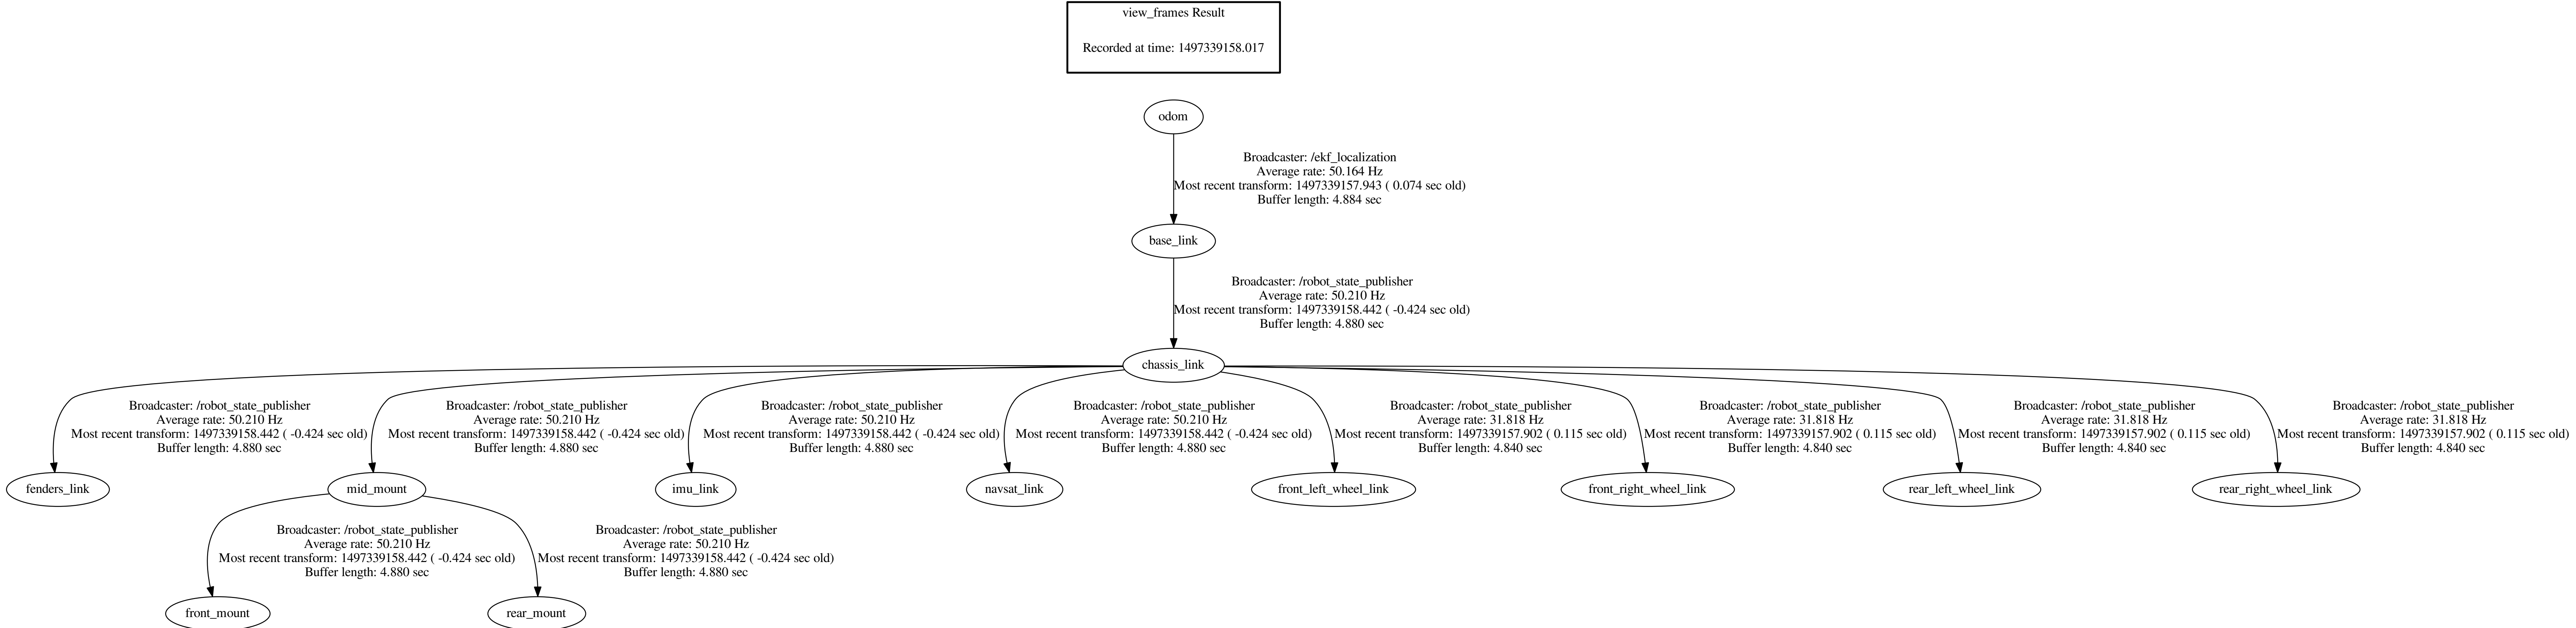 view_frames Result
Recorded at time: 1497339158.017
odom
Broadcaster: /ekf_localization
Average rate: 50.164 Hz
Most recent transform: 1497339157.943 ( 0.074 sec old)
Buffer length: 4.884 sec
base_link
Broadcaster: /robot_state_publisher
Average rate: 50.210 Hz
Most recent transform: 1497339158.442 ( -0.424 sec old)
Buffer length: 4.880 sec
chassis_link
Broadcaster: /robot_state_publisher
Average rate: 50.210 Hz
Most recent transform: 1497339158.442 ( -0.424 sec old)
Buffer length: 4.880 sec
Broadcaster: /robot_state_publisher
Average rate: 50.210 Hz
Most recent transform: 1497339158.442 ( -0.424 sec old)
Buffer length: 4.880 sec
Broadcaster: /robot_state_publisher
Average rate: 50.210 Hz
Most recent transform: 1497339158.442 ( -0.424 sec old)
Buffer length: 4.880 sec
Broadcaster: /robot_state_publisher
Average rate: 50.210 Hz
Most recent transform: 1497339158.442 ( -0.424 sec old)
Buffer length: 4.880 sec
Broadcaster: /robot_state_publisher
Average rate: 31.818 Hz
Most recent transform: 1497339157.902 ( 0.115 sec old)
Buffer length: 4.840 sec
Broadcaster: /robot_state_publisher
Average rate: 31.818 Hz
Most recent transform: 1497339157.902 ( 0.115 sec old)
Buffer length: 4.840 sec
Broadcaster: /robot_state_publisher
Average rate: 31.818 Hz
Most recent transform: 1497339157.902 ( 0.115 sec old)
Buffer length: 4.840 sec
Broadcaster: /robot_state_publisher
Average rate: 31.818 Hz
Most recent transform: 1497339157.902 ( 0.115 sec old)
Buffer length: 4.840 sec
fenders_link
mid_mount
imu_link
navsat_link
front_left_wheel_link
front_right_wheel_link
rear_left_wheel_link
rear_right_wheel_link
Broadcaster: /robot_state_publisher
Average rate: 50.210 Hz
Most recent transform: 1497339158.442 ( -0.424 sec old)
Buffer length: 4.880 sec
Broadcaster: /robot_state_publisher
Average rate: 50.210 Hz
Most recent transform: 1497339158.442 ( -0.424 sec old)
Buffer length: 4.880 sec
front_mount
rear_mount